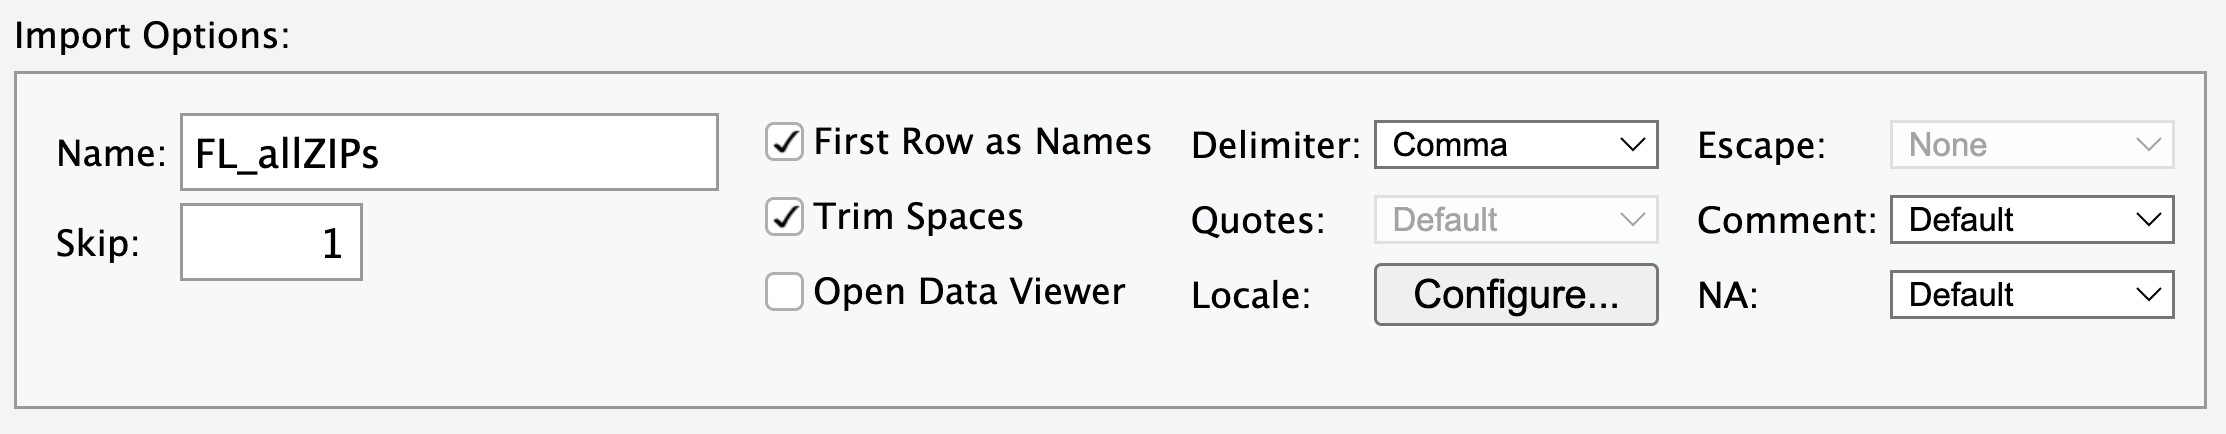 Import Options:
Name: FL_allZIPs
Skip: 1
First Row as Names
Trim Spaces
Open Data Viewer
Delimiter: Comma
Quotes: Default
Locale: Configure...
Escape: None
Comment: Default
NA: Default